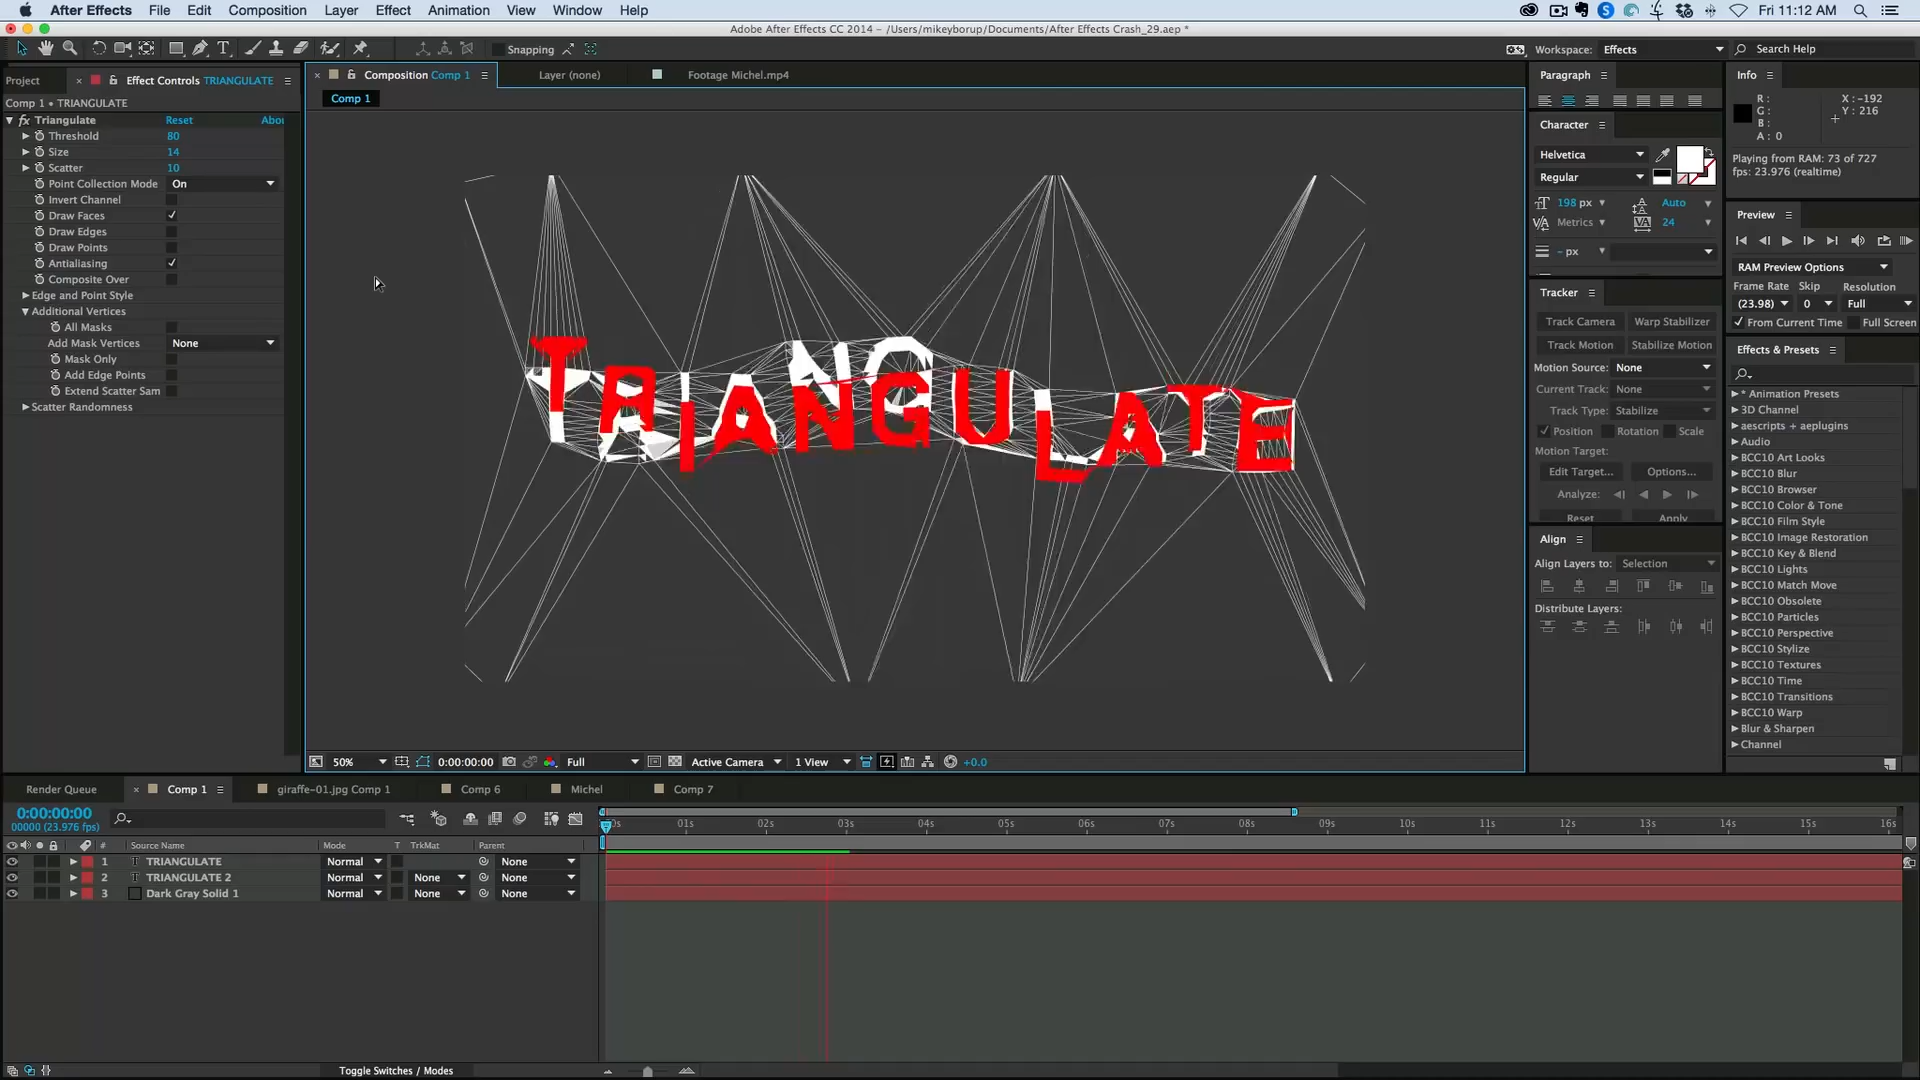 After Effects File Edit Composition Layer Effect Animation View Window Help Fri 11:12 AM
Adobe After Effects CC 2014 – /Users/mikeyborup/Documents/After Effects Crash_29.aep *
Snapping Workspace: Effects Search Help
Project Effect Controls TRIANGULATE
Comp 1 • TRIANGULATE
fx Triangulate Reset Abou
Threshold 80
Size 14
Scatter 10
Point Collection Mode On
Invert Channel
Draw Faces
Draw Edges
Draw Points
Antialiasing
Composite Over
Edge and Point Style
Additional Vertices
All Masks
Add Mask Vertices None
Mask Only
Add Edge Points
Extend Scatter Sam
Scatter Randomness
Composition Comp 1 Layer (none) Footage Michel.mp4
Comp 1
TRIANGULATE
50% 0:00:00:00 Full Active Camera 1 View +0.0
Paragraph
Character
Helvetica
Regular
198 px Auto
Metrics 24
– px
Tracker
Track Camera Warp Stabilizer
Track Motion Stabilize Motion
Motion Source: None
Current Track: None
Track Type: Stabilize
Position Rotation Scale
Motion Target:
Edit Target... Options...
Analyze:
Reset Apply
Align
Align Layers to: Selection
Distribute Layers:
Info
R : X : -192
G : Y : 216
B :
A : 0
Playing from RAM: 73 of 727
fps: 23.976 (realtime)
Preview
RAM Preview Options
Frame Rate Skip Resolution
(23.98) 0 Full
From Current Time Full Screen
Effects & Presets
* Animation Presets
3D Channel
aescripts + aeplugins
Audio
BCC10 Art Looks
BCC10 Blur
BCC10 Browser
BCC10 Color & Tone
BCC10 Film Style
BCC10 Image Restoration
BCC10 Key & Blend
BCC10 Lights
BCC10 Match Move
BCC10 Obsolete
BCC10 Particles
BCC10 Perspective
BCC10 Stylize
BCC10 Textures
BCC10 Time
BCC10 Transitions
BCC10 Warp
Blur & Sharpen
Channel
Render Queue Comp 1 giraffe-01.jpg Comp 1 Comp 6 Michel Comp 7
0:00:00:00
00000 (23.976 fps)
01s 02s 03s 04s 05s 06s 07s 08s 09s 10s 11s 12s 13s 14s 15s 16s
# Source Name Mode T TrkMat Parent
1 TRIANGULATE Normal None
2 TRIANGULATE 2 Normal None None
3 Dark Gray Solid 1 Normal None None
Toggle Switches / Modes